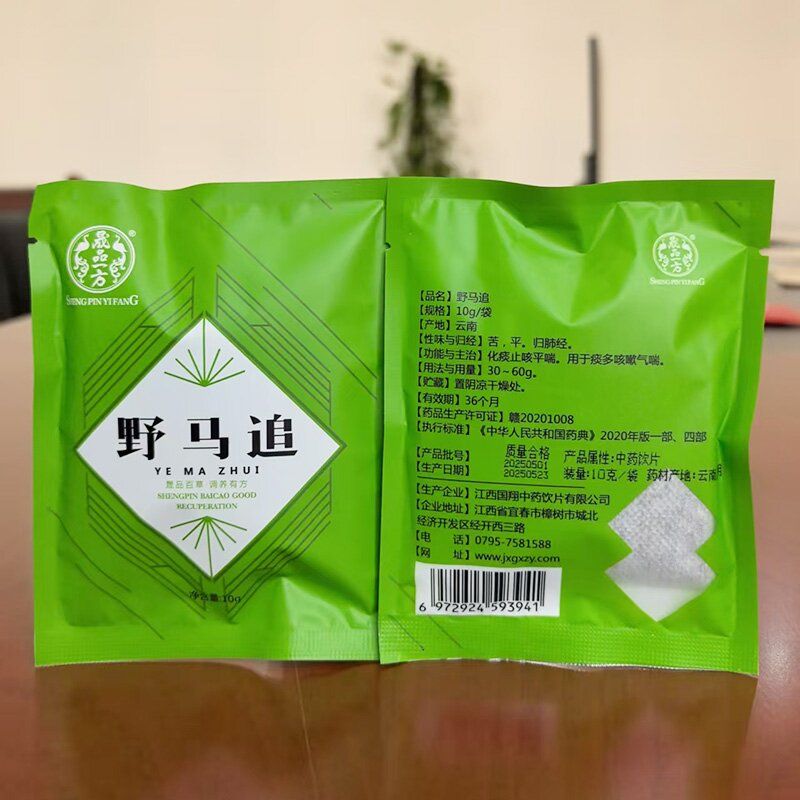 晟品一方
®
SHENG PIN YI FANG
野马追
YE MA ZHUI
晟品百草 调养有方
SHENGPIN BAICAO GOOD
RECUPERATION
净含量:10g
晟品一方
®
SHENG PIN YI FANG
【品名】野马追
【规格】10g/袋
【产地】云南
【性味与归经】苦，平。归肺经。
【功能与主治】化痰止咳平喘。用于痰多咳嗽气喘。
【用法与用量】30～60g。
【贮藏】置阴凉干燥处。
【有效期】36个月
【药品生产许可证】赣20201008
【执行标准】《中华人民共和国药典》2020年版一部、四部
质量合格 产品属性:中药饮片
【产品批号】 20250501
【生产日期】 20250523 装量:10克/袋 药材产地:云南
【生产企业】江西国翔中药饮片有限公司
【企业地址】江西省宜春市樟树市城北
经济开发区经开西三路
【电 话】0795-7581588
【网 址】www.jxgxzy.com
6 972924 593941